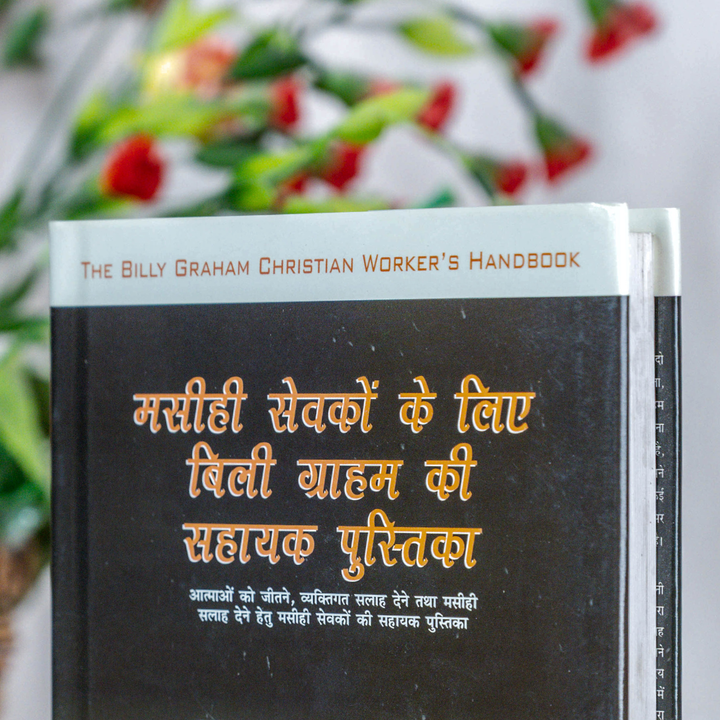 THE BILLY GRAHAM CHRISTIAN WORKER'S HANDBOOK
मसीही सेवकों के लिए
बिली ग्राहम की
सहायक पुस्तिका
आत्माओं को जीतने, व्यक्तिगत सलाह देने तथा मसीही
सलाह देने हेतु मसीही सेवकों की सहायक पुस्तिका